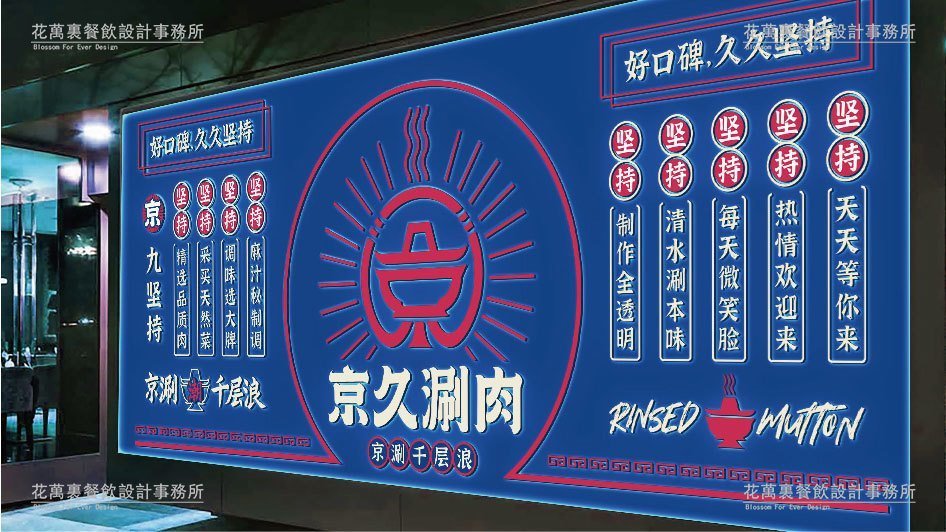 花萬裏餐飲設計事務所
Blossom For Ever Design
花萬裏餐飲設計事務所
Blossom For Ever Design
好口碑,久久坚持
京
九坚持
坚持
精选品质肉
坚持
采买天然菜
坚持
调味选大牌
坚持
麻汁秘制调
京涮
千层浪
京久涮肉
京涮千层浪
好口碑,久久坚持
坚持
制作全透明
坚持
清水涮本味
坚持
每天微笑脸
坚持
热情欢迎来
坚持
天天等你来
RINSED
MUTTON
花萬裏餐飲設計事務所
Blossom For Ever Design
花萬裏餐飲設計事務所
Blossom For Ever Design